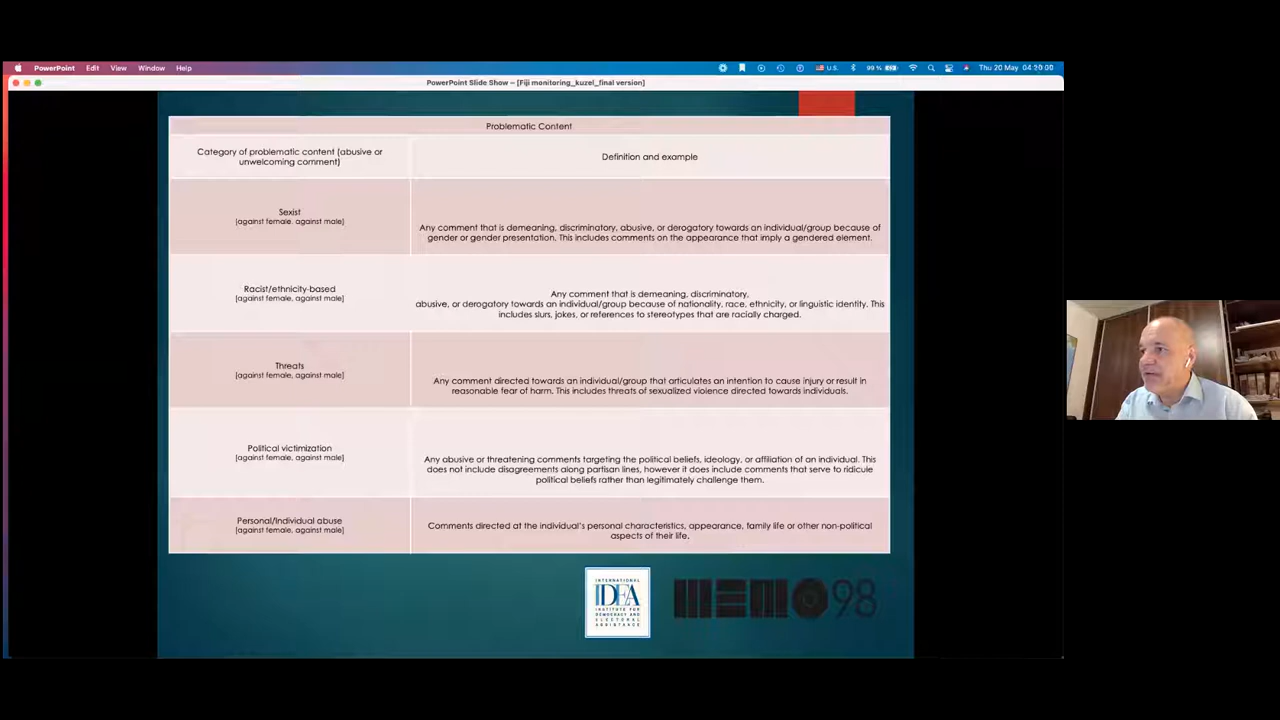 PowerPoint Edit View Window Help
U.S. 99 % Thu 20 May 04:20:00
PowerPoint Slide Show – [Fiji monitoring_kuzel_final version]
Problematic Content
Category of problematic content (abusive or
unwelcoming comment)
Definition and example
Sexist
[against female, against male]
Any comment that is demeaning, discriminatory, abusive, or derogatory towards an individual/group because of
gender or gender presentation. This includes comments on the appearance that imply a gendered element.
Racist/ethnicity-based
[against female, against male]
Any comment that is demeaning, discriminatory,
abusive, or derogatory towards an individual/group because of nationality, race, ethnicity, or linguistic identity. This
includes slurs, jokes, or references to stereotypes that are racially charged.
Threats
[against female, against male]
Any comment directed towards an individual/group that articulates an intention to cause injury or result in
reasonable fear of harm. This includes threats of sexualized violence directed towards individuals.
Political victimization
[against female, against male]
Any abusive or threatening comments targeting the political beliefs, ideology, or affiliation of an individual. This
does not include disagreements along partisan lines, however it does include comments that serve to ridicule
political beliefs rather than legitimately challenge them.
Personal/Individual abuse
[against female, against male]
Comments directed at the individual's personal characteristics, appearance, family life or other non-political
aspects of their life.
INTERNATIONAL
IDEA
INSTITUTE FOR
DEMOCRACY AND
ELECTORAL
ASSISTANCE
MEMO 98